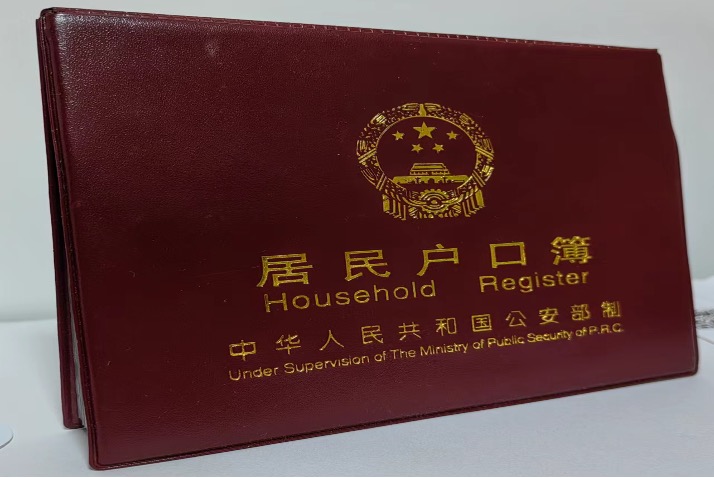 居民户口簿
Household Register
中华人民共和国公安部制
Under Supervision of The Ministry of Public Security of P.R.C.